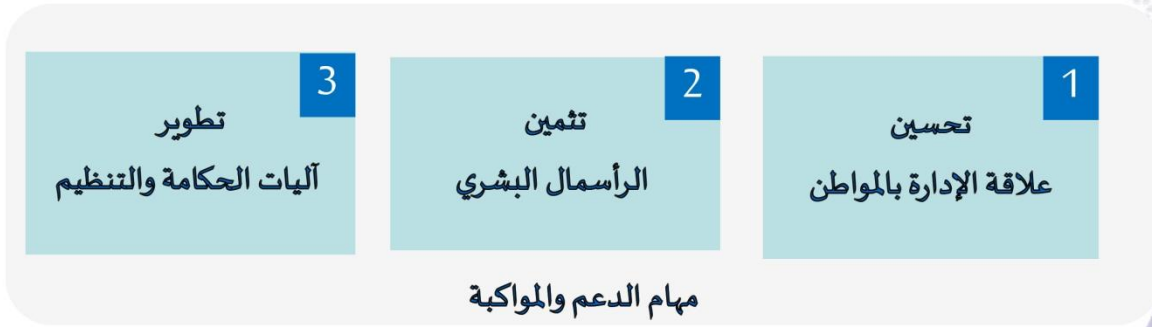 1
تحسين
علاقة الإدارة بالمواطن
2
تثمين
الرأسمال البشري
3
تطوير
آليات الحكامة والتنظيم
مهام الدعم والمواكبة